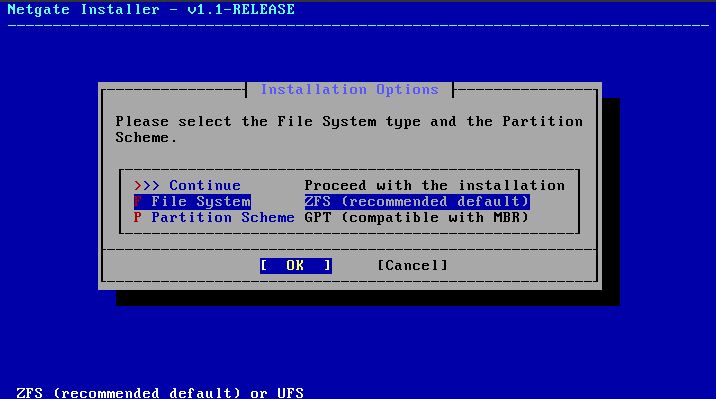 Netgate Installer - v1.1-RELEASE
Installation Options
Please select the File System type and the Partition
Scheme.
>>> Continue Proceed with the installation
F File System ZFS (recommended default)
P Partition Scheme GPT (compatible with MBR)
[ OK ] [Cancel]
ZFS (recommended default) or UFS